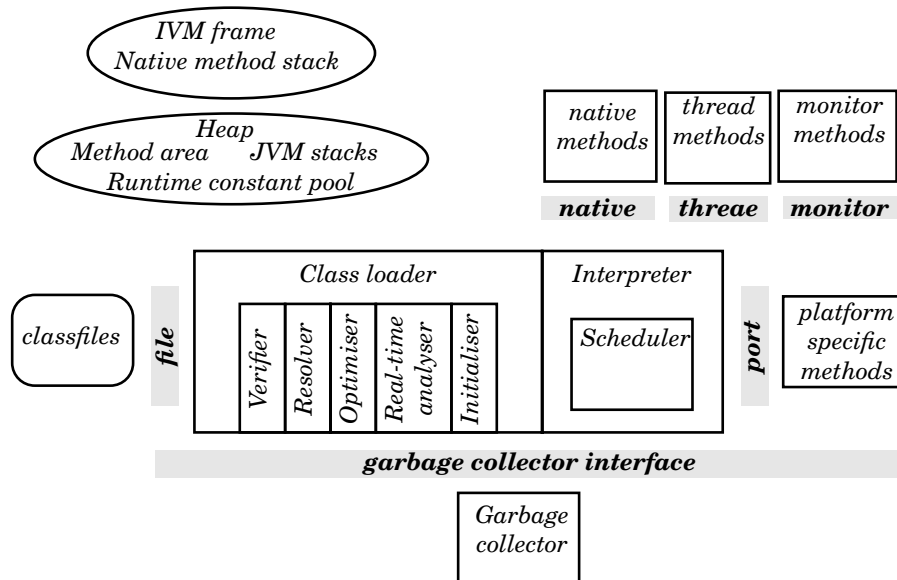 IVM frame
Native method stack
Heap
Method area JVM stacks
Runtime constant pool
native
methods
thread
methods
monitor
methods
native threae monitor
Class loader
Interpreter
classfiles
file
Verifier
Resolver
Optimiser
Real-time
analyser
Initialiser
Scheduler
port
platform
specific
methods
garbage collector interface
Garbage
collector